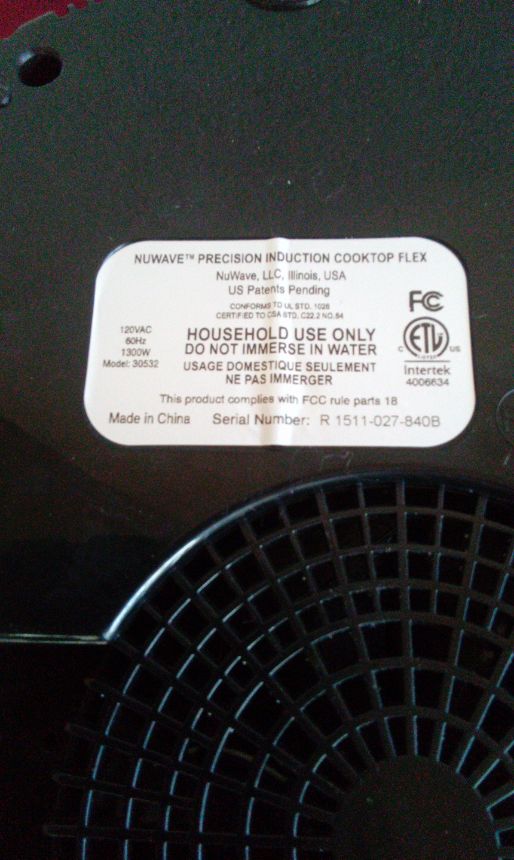 NUWAVE™ PRECISION INDUCTION COOKTOP FLEX
NuWave, LLC, Illinois, USA
US Patents Pending
CONFORMS TO UL STD. 1026
CERTIFIED TO CSA STD. C22.2 NO. 64
120VAC
60Hz
1300W
Model: 30532
HOUSEHOLD USE ONLY
DO NOT IMMERSE IN WATER
USAGE DOMESTIQUE SEULEMENT
NE PAS IMMERGER
FCC
C ETL US
LISTED
Intertek
4006634
This product complies with FCC rule parts 18
Made in China Serial Number: R 1511-027-840B